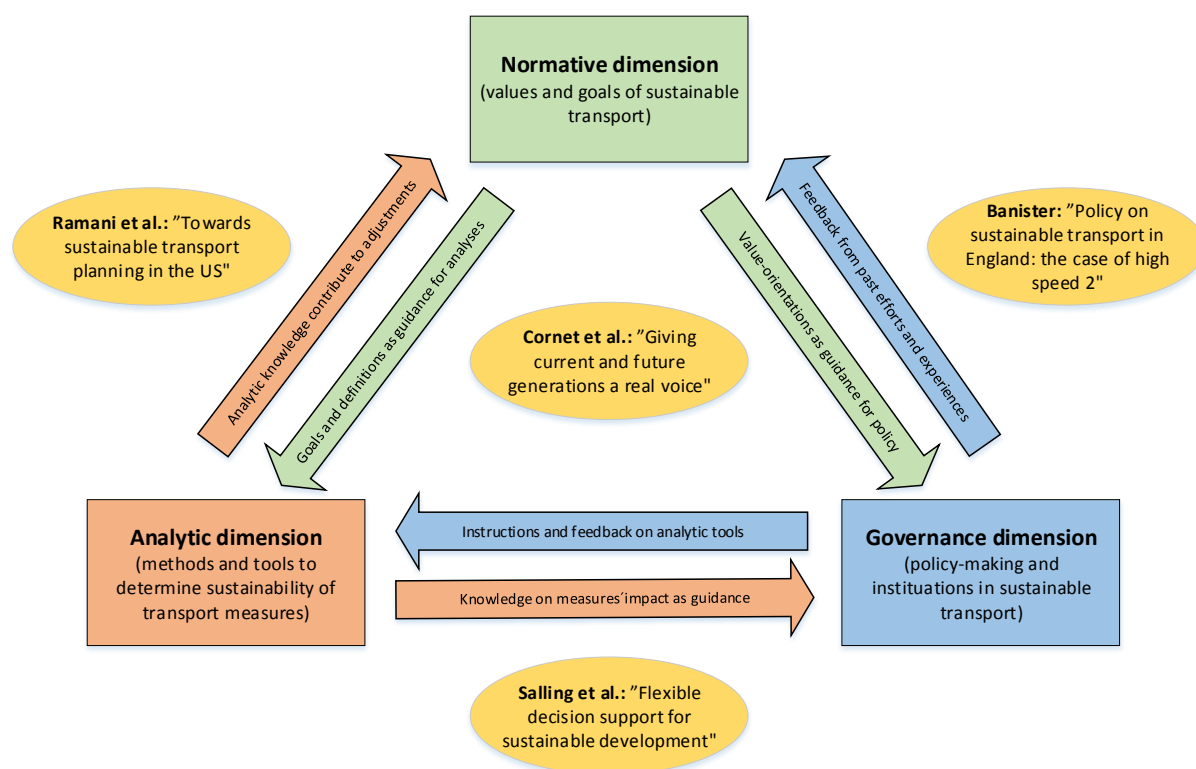 Normative dimension
(values and goals of sustainable
transport)
Ramani et al.: ”Towards
sustainable transport
planning in the US"
Analytic knowledge contribute to adjustments
Goals and definitions as guidance for analyses
Value-orientations as guidance for policy
Feedback from past efforts and experiences
Banister: ”Policy on
sustainable transport in
England: the case of high
speed 2"
Cornet et al.: ”Giving
current and future
generations a real voice"
Analytic dimension
(methods and tools to
determine sustainability of
transport measures)
Instructions and feedback on analytic tools
Knowledge on measures´impact as guidance
Governance dimension
(policy-making and
instituations in sustainable
transport)
Salling et al.: ”Flexible
decision support for
sustainable development"